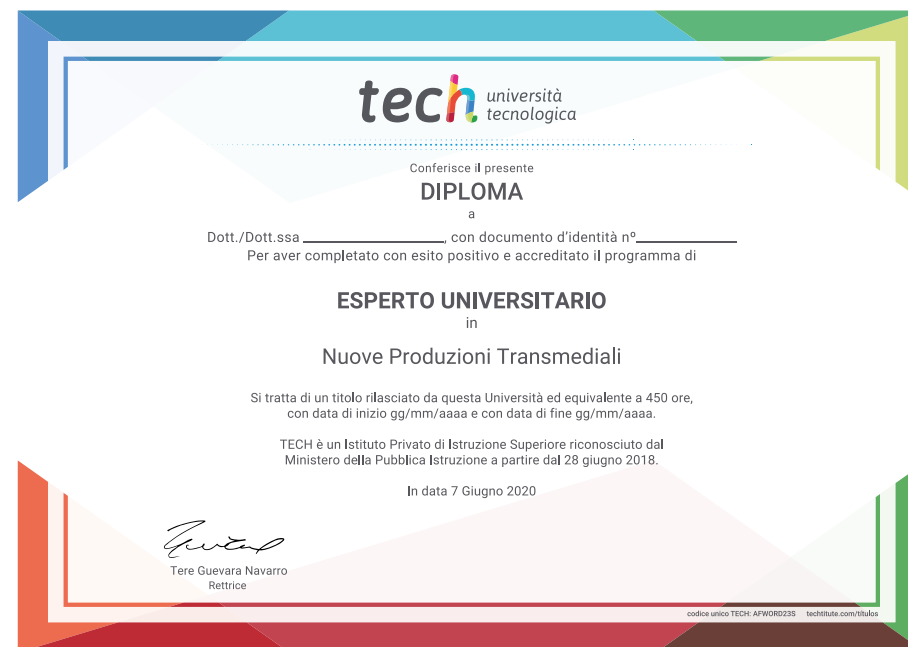 tech università
tecnologica
Conferisce il presente
DIPLOMA
a
Dott./Dott.ssa ____________________, con documento d'identità nº______________
Per aver completato con esito positivo e accreditato il programma di
ESPERTO UNIVERSITARIO
in
Nuove Produzioni Transmediali
Si tratta di un titolo rilasciato da questa Università ed equivalente a 450 ore,
con data di inizio gg/mm/aaaa e con data di fine gg/mm/aaaa.
TECH è un Istituto Privato di Istruzione Superiore riconosciuto dal
Ministero della Pubblica Istruzione a partire dal 28 giugno 2018.
In data 7 Giugno 2020
Tere Guevara Navarro
Rettrice
codice unico TECH: AFWORD23S techtitute.com/títulos